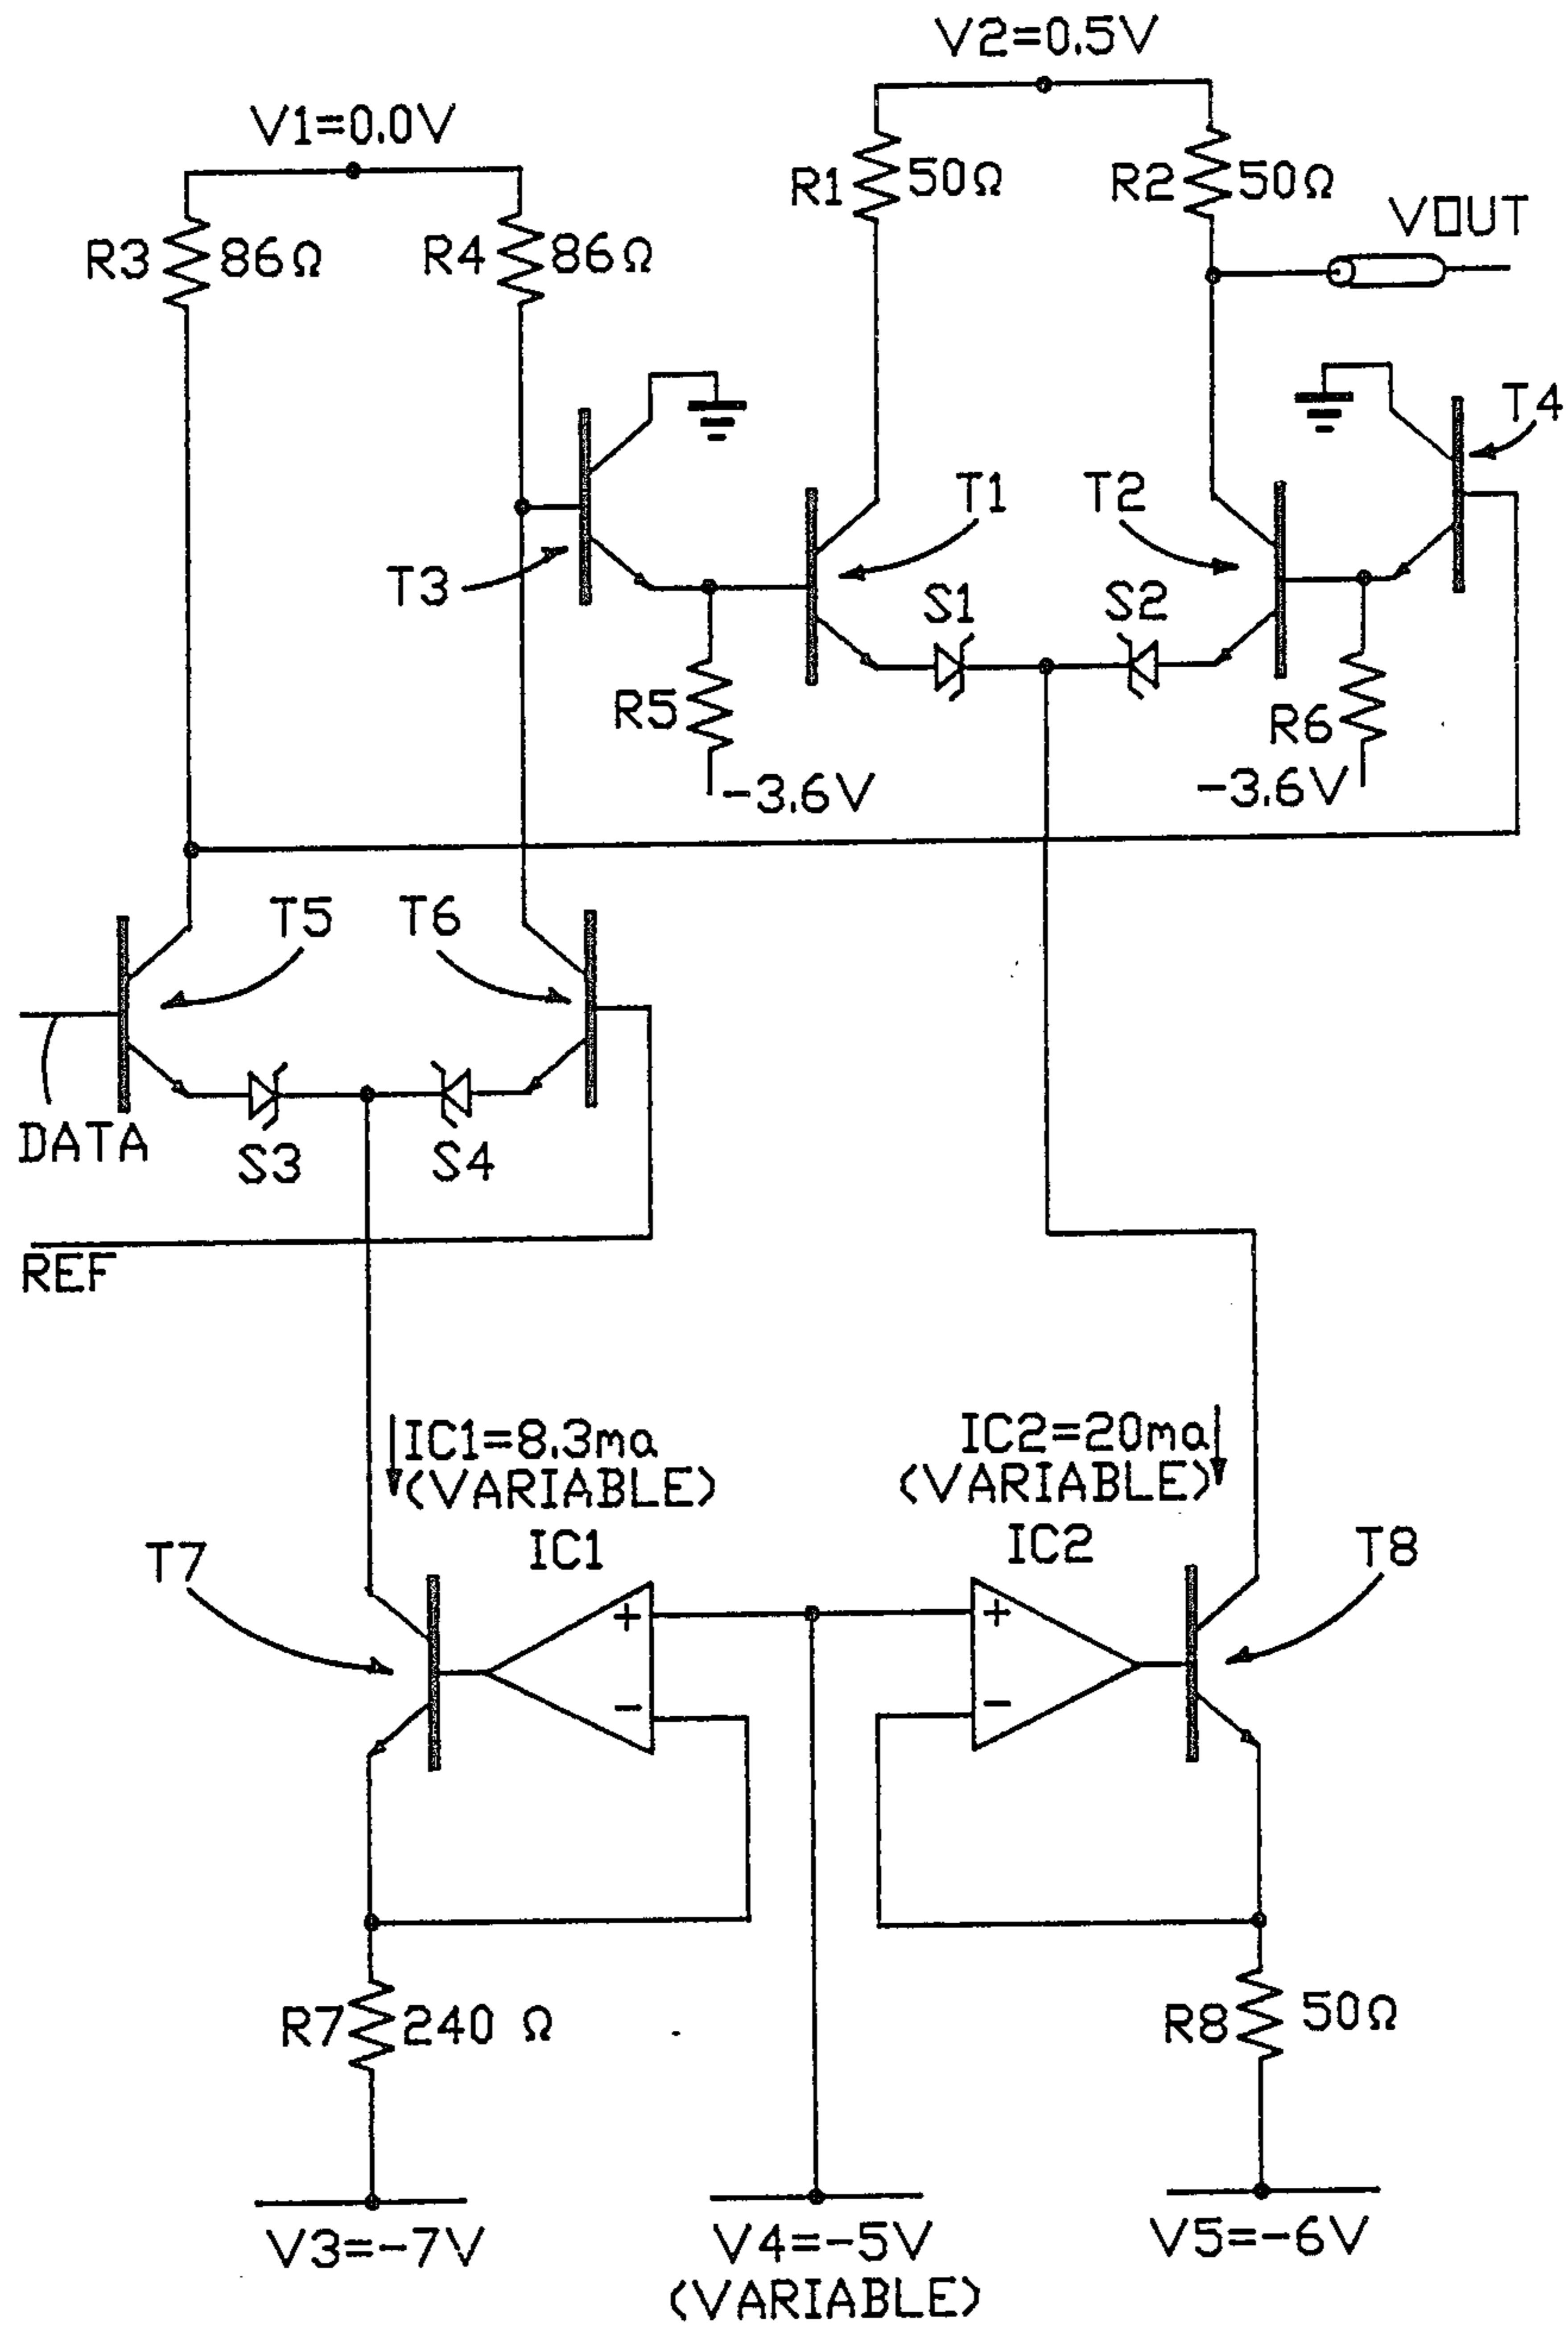 V2=0.5V
V1=0.0V
R1 50Ω
R2 50Ω
VOUT
R3 86Ω
R4 86Ω
T4
T1
T2
T3
S1
S2
R5
R6
-3.6V
-3.6V
T5
T6
DATA
S3
S4
REF
IC1=8.3ma
(VARIABLE)
IC2=20ma
(VARIABLE)
IC1
IC2
T7
T8
+
+
-
-
R7 240 Ω
R8 50Ω
V3=-7V
V4=-5V
(VARIABLE)
V5=-6V